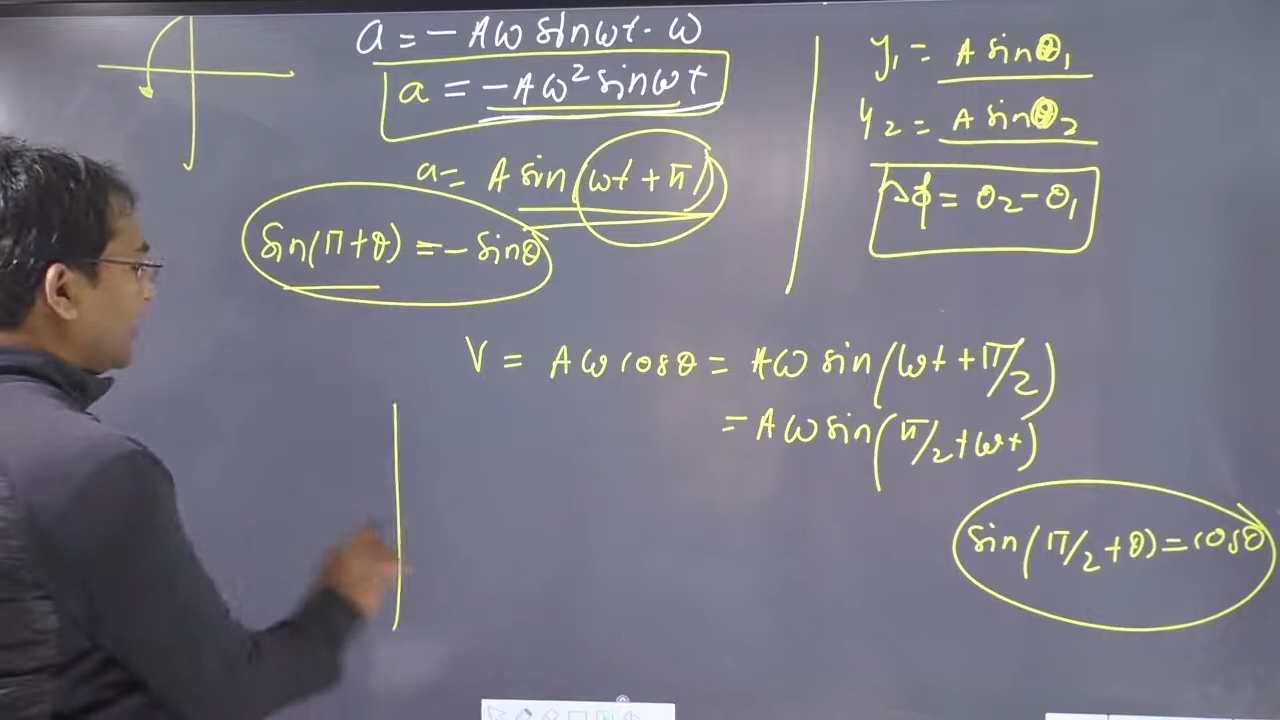 a = - Aω sinωt · ω
a = -Aω² sinωt
a = A sin(ωt + π)
sin(π+θ) = - sinθ
y₁ = A sinθ₁
y₂ = A sinθ₂
Δϕ = θ₂ - θ₁
V = Aω cosθ = Aω sin(ωt + π/2)
= Aω sin(π/2 + ωt)
sin(π/2 + θ) = cosθ